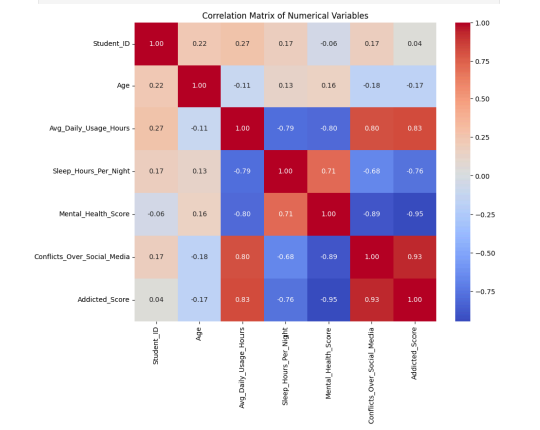 Correlation Matrix of Numerical Variables
Student_ID 1.00 0.22 0.27 0.17 -0.06 0.17 0.04
Age 0.22 1.00 -0.11 0.13 0.16 -0.18 -0.17
Avg_Daily_Usage_Hours 0.27 -0.11 1.00 -0.79 -0.80 0.80 0.83
Sleep_Hours_Per_Night 0.17 0.13 -0.79 1.00 0.71 -0.68 -0.76
Mental_Health_Score -0.06 0.16 -0.80 0.71 1.00 -0.89 -0.95
Conflicts_Over_Social_Media 0.17 -0.18 0.80 -0.68 -0.89 1.00 0.93
Addicted_Score 0.04 -0.17 0.83 -0.76 -0.95 0.93 1.00
Student_ID
Age
Avg_Daily_Usage_Hours
Sleep_Hours_Per_Night
Mental_Health_Score
Conflicts_Over_Social_Media
Addicted_Score
1.00
0.75
0.50
0.25
0.00
−0.25
−0.50
−0.75